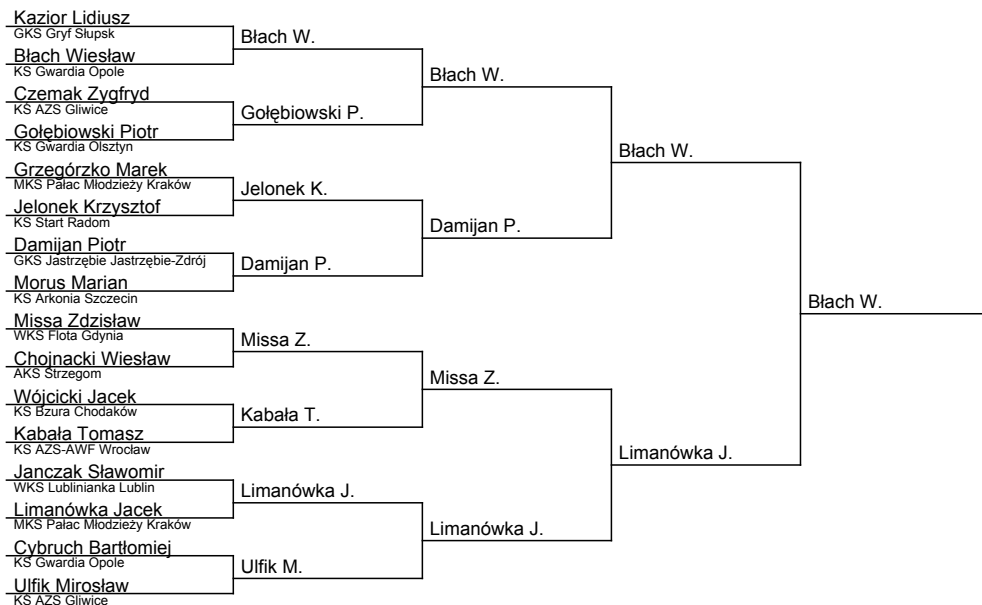 Kazior Lidiusz
GKS Gryf Słupsk
Błach Wiesław
KS Gwardia Opole
Czemak Zygfryd
KS AZS Gliwice
Gołębiowski Piotr
KS Gwardia Olsztyn
Grzegórzko Marek
MKS Pałac Młodzieży Kraków
Jelonek Krzysztof
KS Start Radom
Damijan Piotr
GKS Jastrzębie Jastrzębie-Zdrój
Morus Marian
KS Arkonia Szczecin
Missa Zdzisław
WKS Flota Gdynia
Chojnacki Wiesław
AKS Strzegom
Wójcicki Jacek
KS Bzura Chodaków
Kabała Tomasz
KS AZS-AWF Wrocław
Janczak Sławomir
WKS Lublinianka Lublin
Limanówka Jacek
MKS Pałac Młodzieży Kraków
Cybruch Bartłomiej
KS Gwardia Opole
Ulfik Mirosław
KS AZS Gliwice
Błach W.
Gołębiowski P.
Jelonek K.
Damijan P.
Missa Z.
Kabała T.
Limanówka J.
Ulfik M.
Błach W.
Damijan P.
Missa Z.
Limanówka J.
Błach W.
Limanówka J.
Błach W.